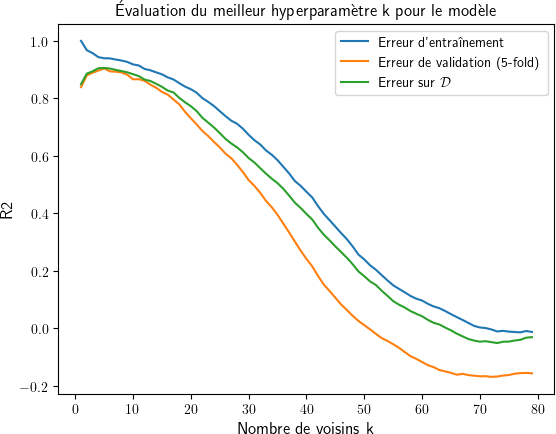 Évaluation du meilleur hyperparamètre k pour le modèle
Erreur d'entraînement
Erreur de validation (5-fold)
Erreur sur 𝒟
R2
1.0
0.8
0.6
0.4
0.2
0.0
−0.2
0 10 20 30 40 50 60 70 80
Nombre de voisins k